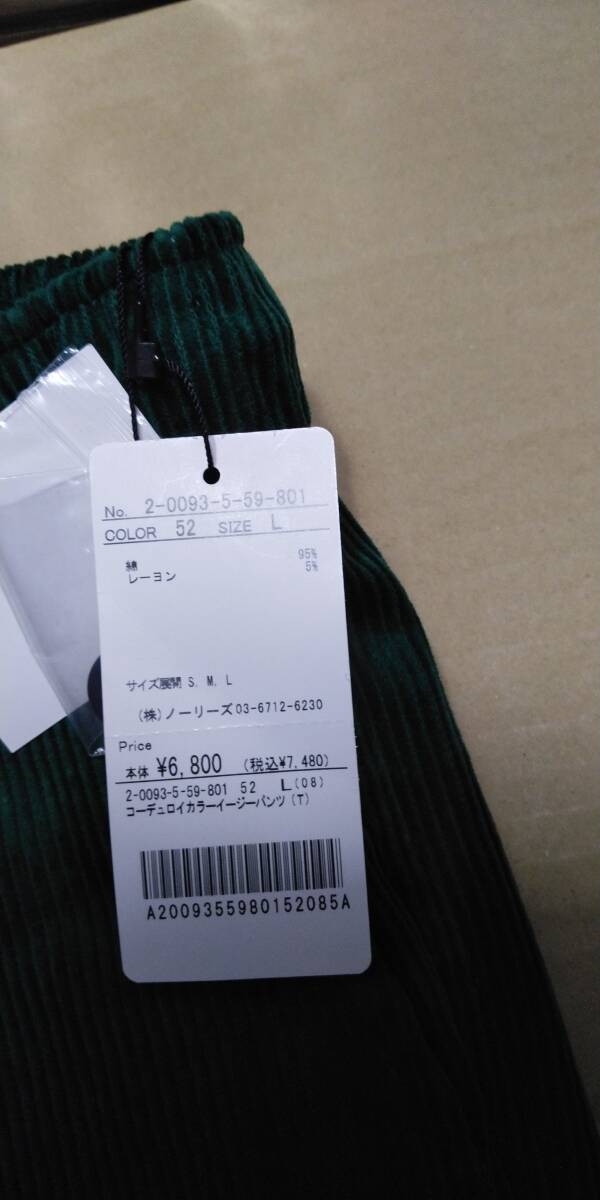 No. 2-0093-5-59-801
COLOR 52 SIZE L
綿 95%
レーヨン 5%
サイズ展開 S, M, L
(株)ノーリーズ03-6712-6230
Price
本体 ¥6,800 (税込¥7,480)
2-0093-5-59-801 52 L(08)
コーデュロイカラーイージーパンツ(T)
A2009355980152085A